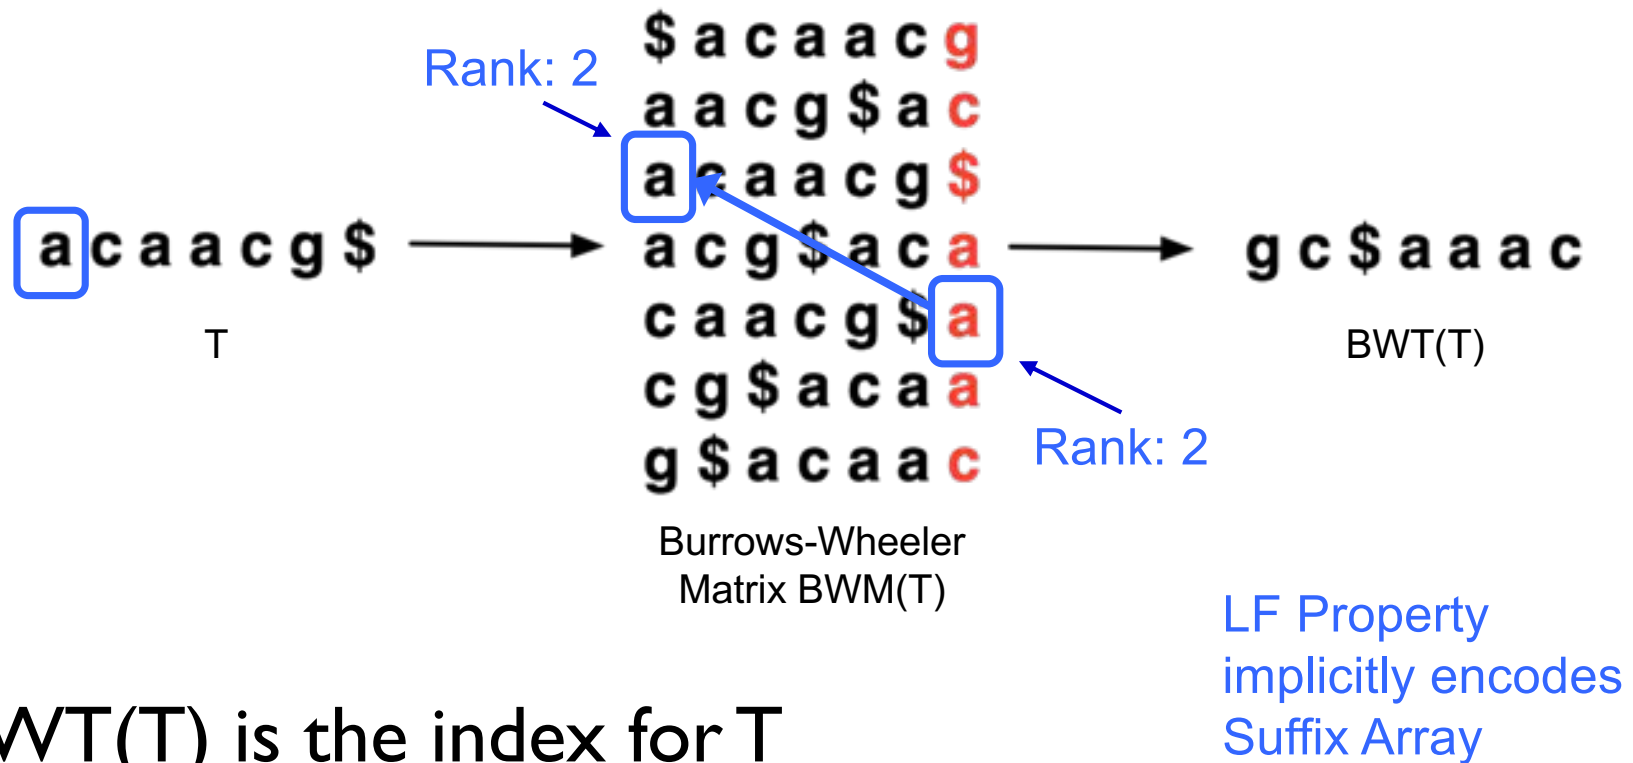 $ a c a a c g
Rank: 2
a a c g $ a c
a c a a c g $
a c a a c g $
a c g $ a c a
g c $ a a a c
c a a c g $ a
T
BWT(T)
c g $ a c a a
Rank: 2
g $ a c a a c
Burrows-Wheeler
Matrix BWM(T)
LF Property
implicitly encodes
Suffix Array
WT(T) is the index for T